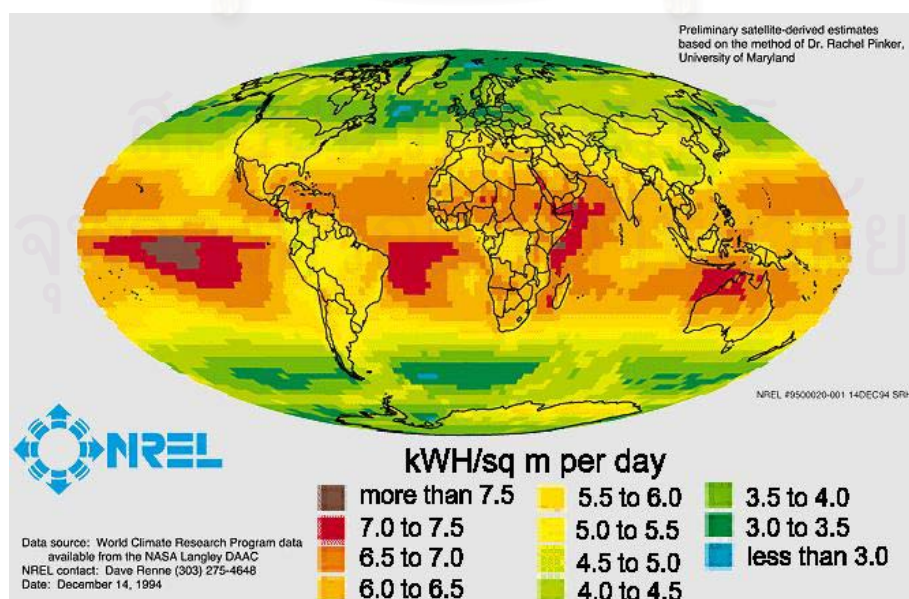 Preliminary satellite-derived estimates
based on the method of Dr. Rachel Pinker,
University of Maryland
NREL #9500020-001 14DEC94 SRH
NREL
kWH/sq m per day
more than 7.5
7.0 to 7.5
6.5 to 7.0
6.0 to 6.5
5.5 to 6.0
5.0 to 5.5
4.5 to 5.0
4.0 to 4.5
3.5 to 4.0
3.0 to 3.5
less than 3.0
Data source: World Climate Research Program data
available from the NASA Langley DAAC
NREL contact: Dave Renne (303) 275-4648
Date: December 14, 1994